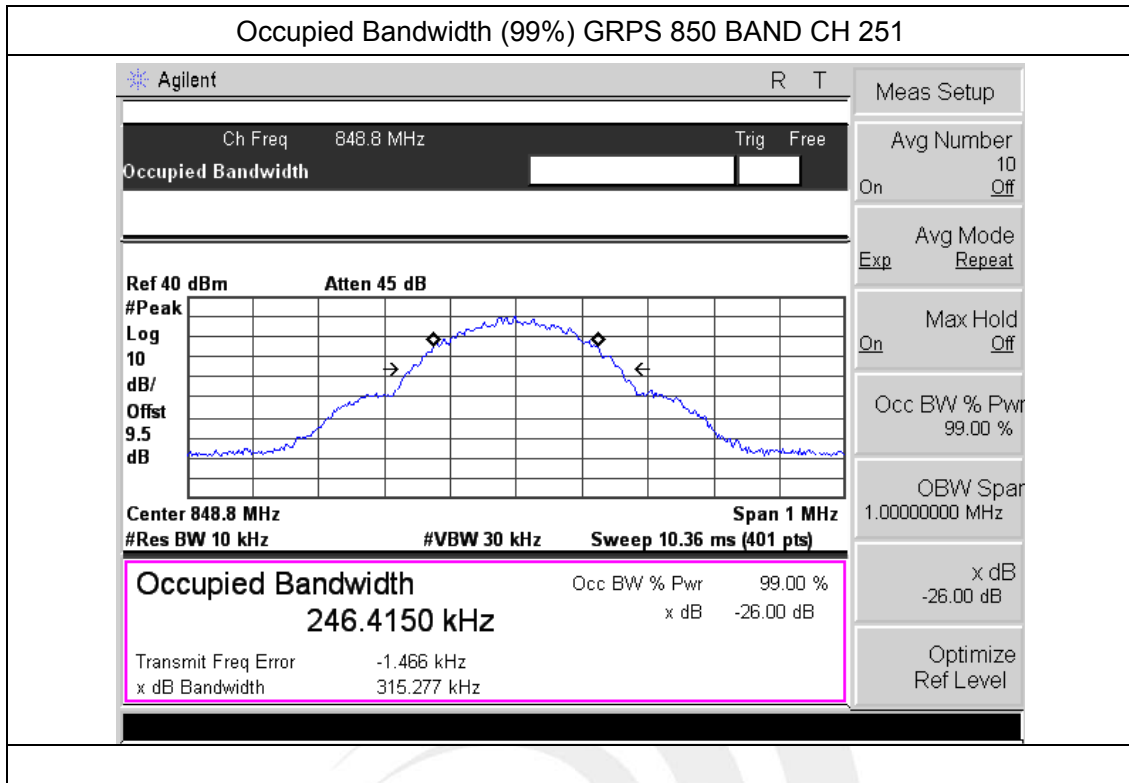 Occupied Bandwidth (99%) GRPS 850 BAND CH 251
Agilent R T
Ch Freq 848.8 MHz Trig Free
Occupied Bandwidth
Ref 40 dBm Atten 45 dB
#Peak
Log
10
dB/
Offst
9.5
dB
Center 848.8 MHz Span 1 MHz
#Res BW 10 kHz #VBW 30 kHz Sweep 10.36 ms (401 pts)
Occupied Bandwidth
246.4150 kHz
Occ BW % Pwr 99.00 %
x dB -26.00 dB
Transmit Freq Error -1.466 kHz
x dB Bandwidth 315.277 kHz
Meas Setup
Avg Number
10
On Off
Avg Mode
Exp Repeat
Max Hold
On Off
Occ BW % Pwr
99.00 %
OBW Span
1.00000000 MHz
x dB
-26.00 dB
Optimize
Ref Level